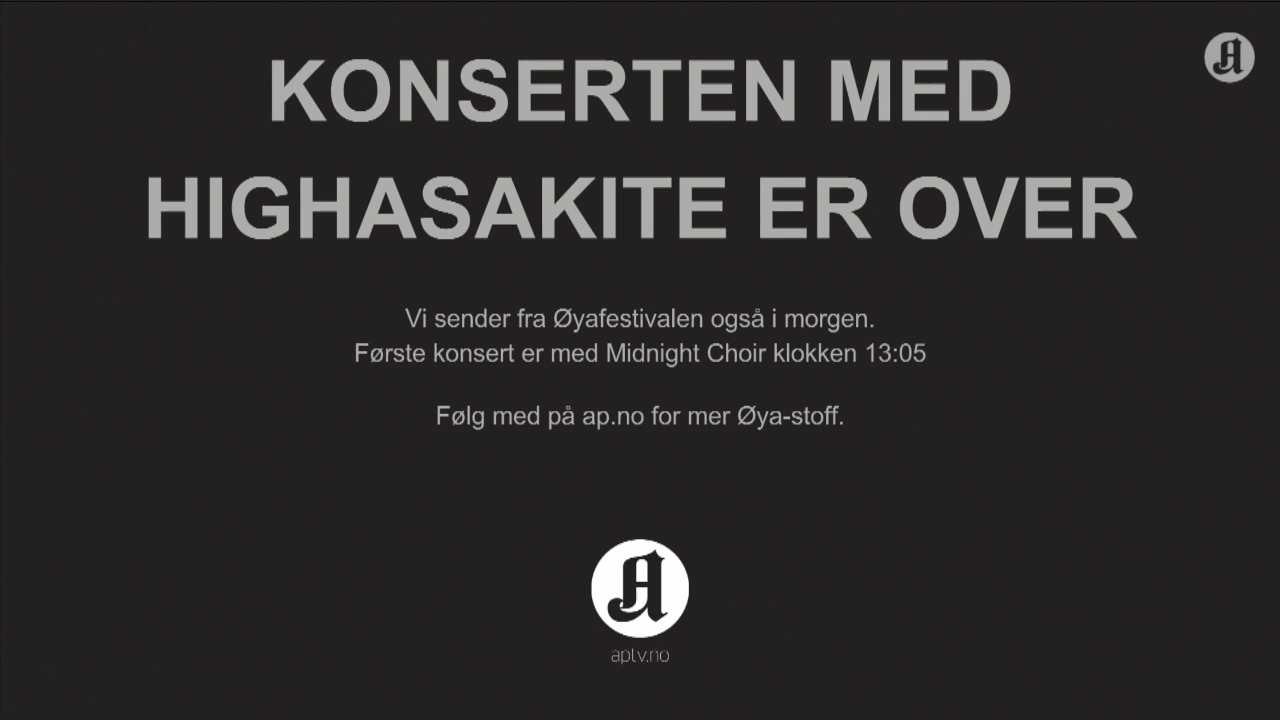 KONSERTEN MED
HIGHASAKITE ER OVER
Vi sender fra Øyafestivalen også i morgen.
Første konsert er med Midnight Choir klokken 13:05
Følg med på ap.no for mer Øya-stoff.
A
A
aptv.no